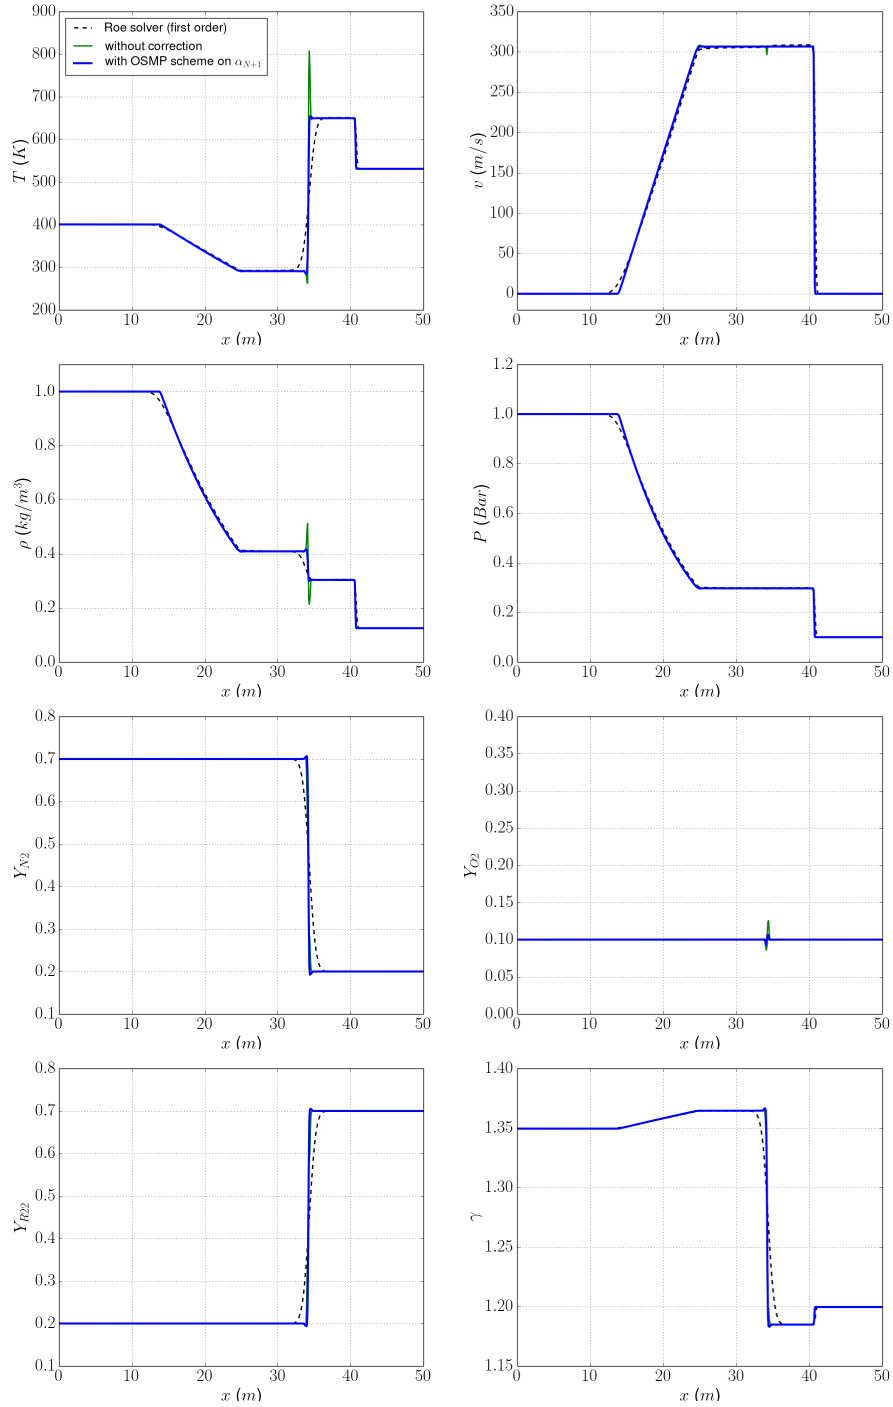 900
800
700
600
500
400
300
200
T (K)
Roe solver (first order)
without correction
with OSMP scheme on α_{N+1}
0 10 20 30 40 50
x (m)
350
300
250
200
150
100
50
0
v (m/s)
0 10 20 30 40 50
x (m)
1.0
0.8
0.6
0.4
0.2
0.0
ρ (kg/m³)
0 10 20 30 40 50
x (m)
1.2
1.0
0.8
0.6
0.4
0.2
0.0
P (Bar)
0 10 20 30 40 50
x (m)
0.8
0.7
0.6
0.5
0.4
0.3
0.2
0.1
Y_{N2}
0 10 20 30 40 50
x (m)
0.40
0.35
0.30
0.25
0.20
0.15
0.10
0.05
0.00
Y_{O2}
0 10 20 30 40 50
x (m)
0.8
0.7
0.6
0.5
0.4
0.3
0.2
0.1
Y_{R22}
0 10 20 30 40 50
x (m)
1.40
1.35
1.30
1.25
1.20
1.15
γ
0 10 20 30 40 50
x (m)